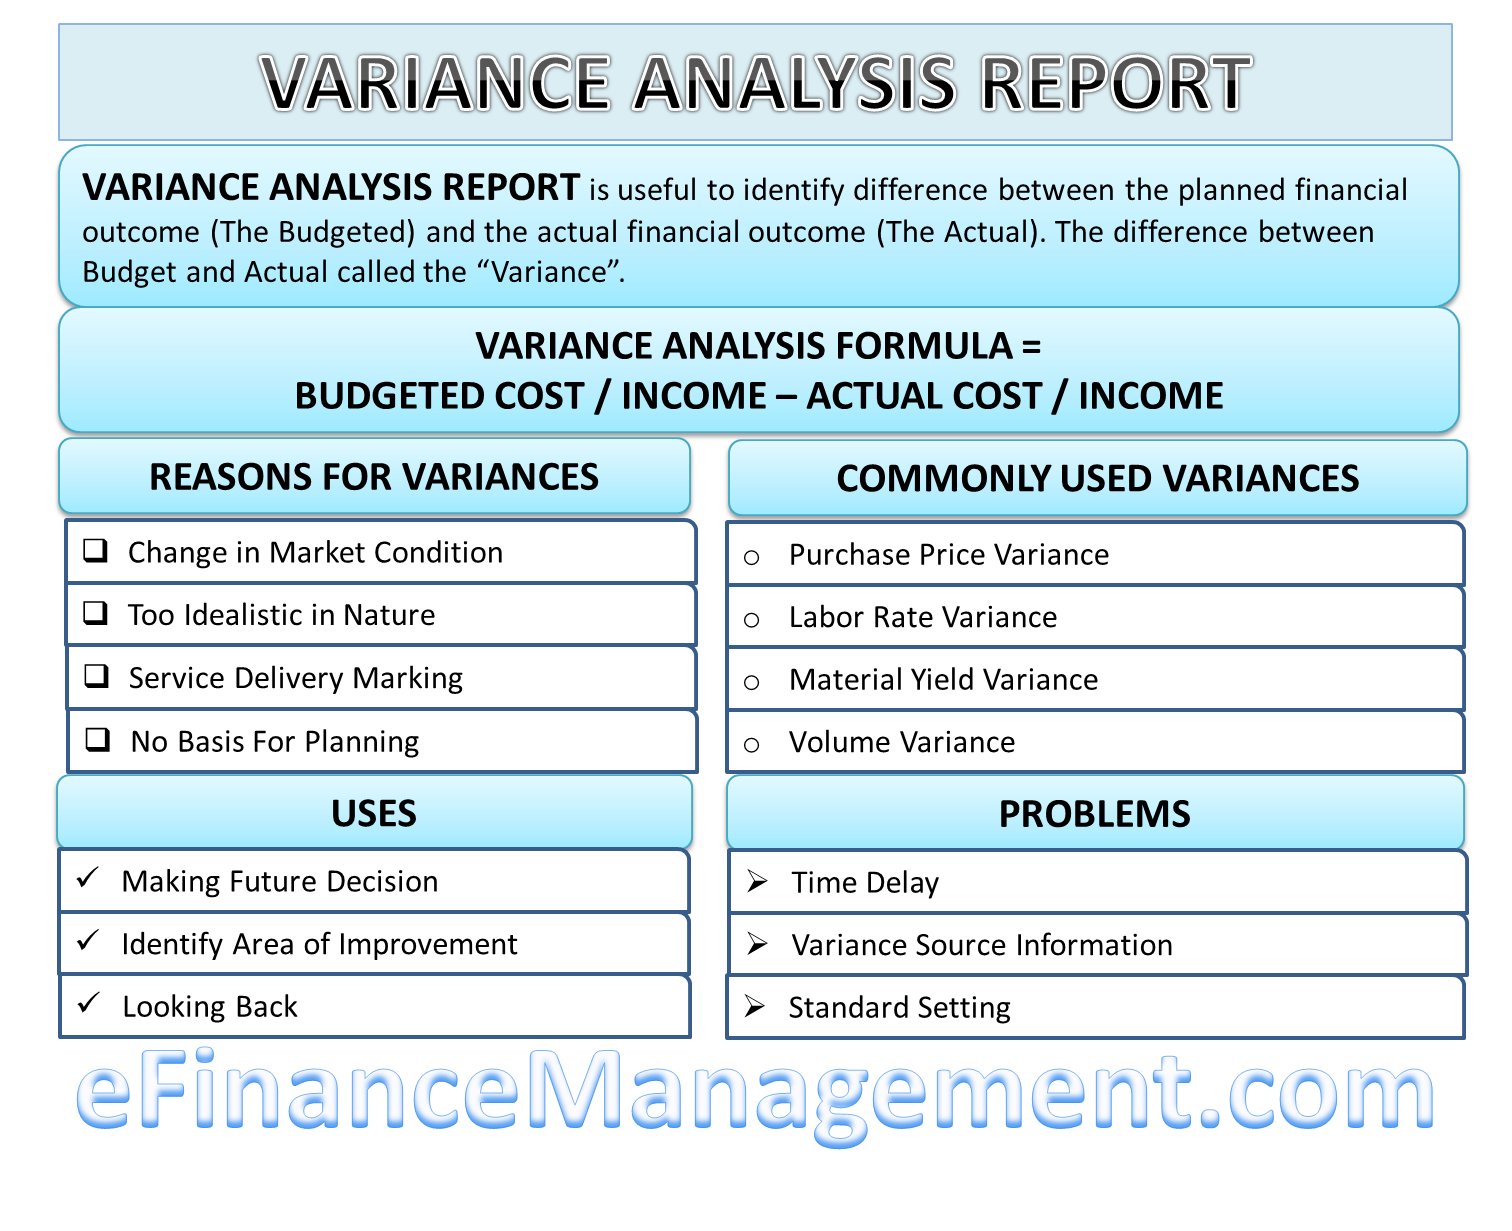 VARIANCE ANALYSIS REPORT
VARIANCE ANALYSIS REPORT is useful to identify difference between the planned financial
outcome (The Budgeted) and the actual financial outcome (The Actual). The difference between
Budget and Actual called the “Variance”.
VARIANCE ANALYSIS FORMULA =
BUDGETED COST / INCOME – ACTUAL COST / INCOME
REASONS FOR VARIANCES
Change in Market Condition
Too Idealistic in Nature
Service Delivery Marking
No Basis For Planning
COMMONLY USED VARIANCES
Purchase Price Variance
Labor Rate Variance
Material Yield Variance
Volume Variance
USES
Making Future Decision
Identify Area of Improvement
Looking Back
PROBLEMS
Time Delay
Variance Source Information
Standard Setting
eFinanceManagement.com